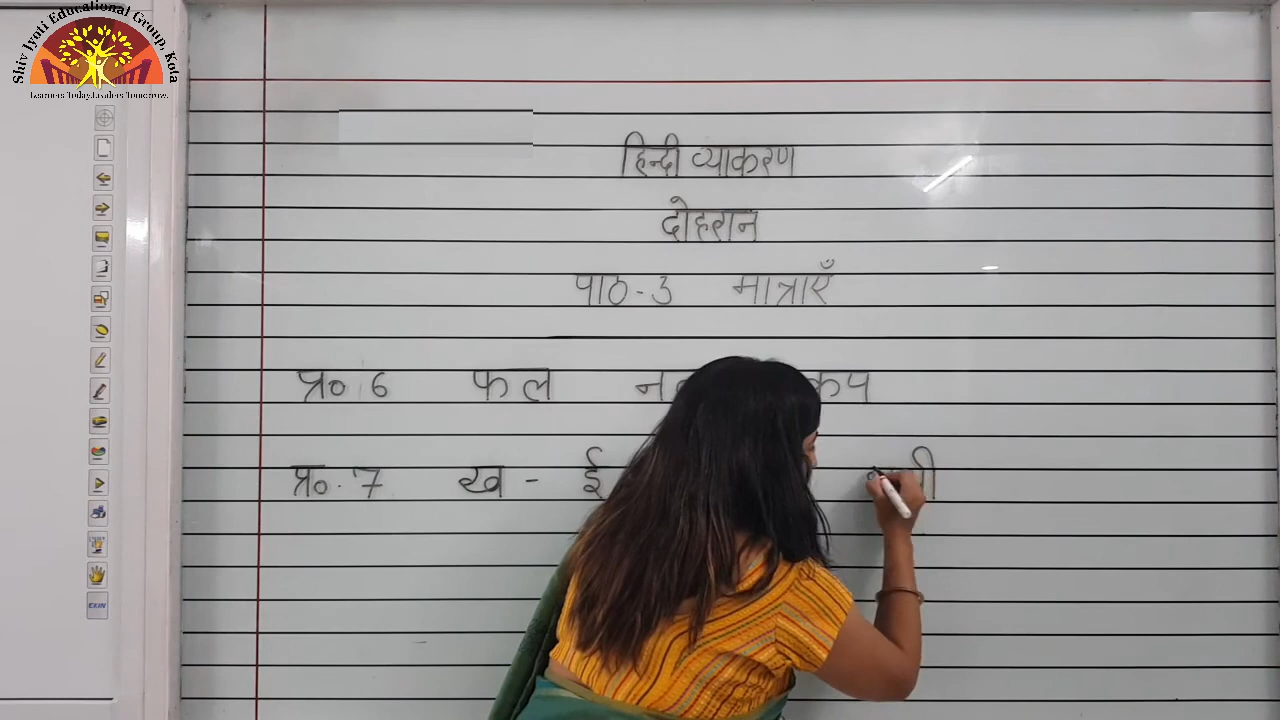 Shiv Jyoti Educational Group, Kota
Learners Today.Leaders Tomorrow.
हिन्दी व्याकरण
दोहरान
पाठ-3 मात्राएँ
प्र० 6 फल
प्र०. 7 ख - ई